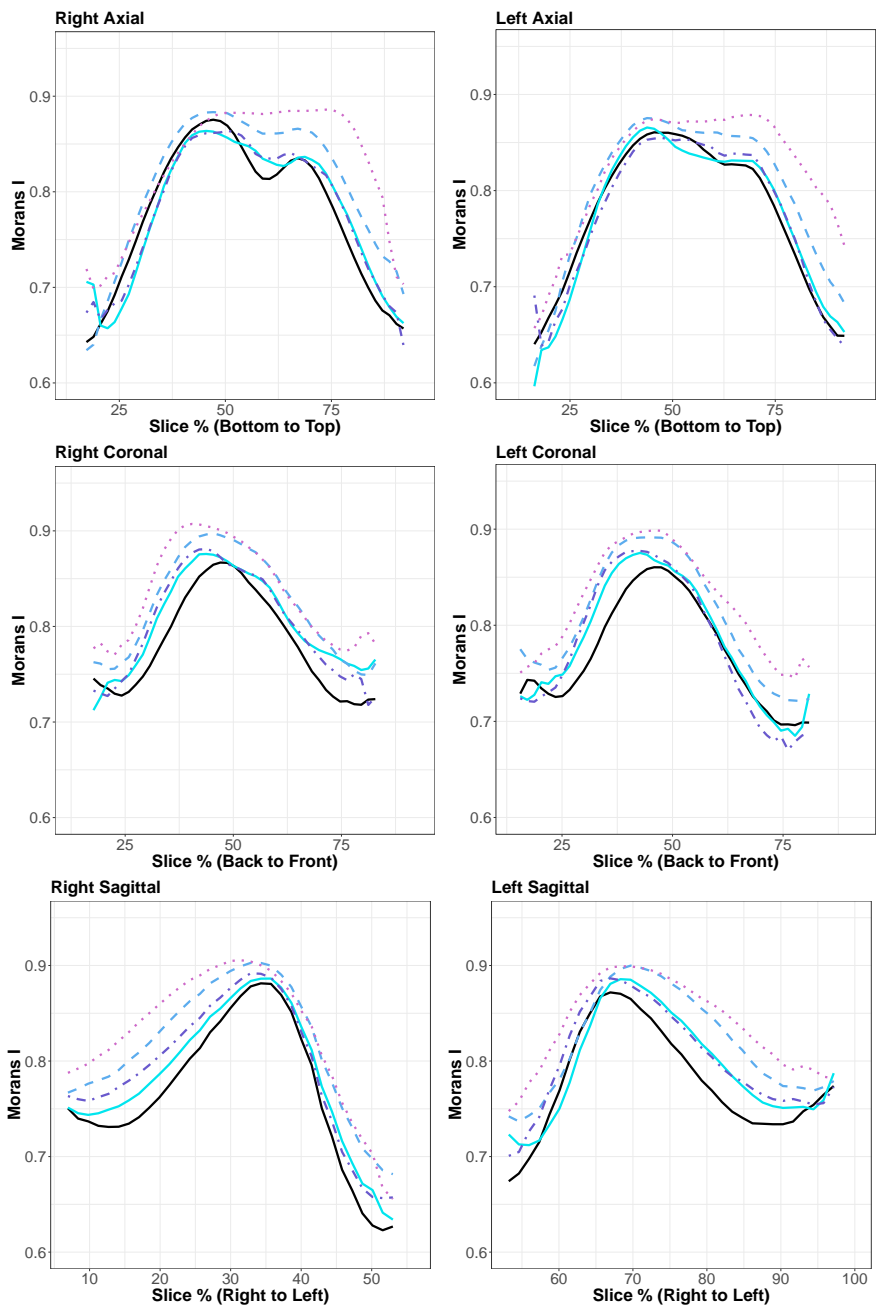 Right Axial
Left Axial
0.9
0.8
0.7
0.6
Morans I
25 50 75
Slice % (Bottom to Top)
0.9
0.8
0.7
0.6
Morans I
25 50 75
Slice % (Bottom to Top)
Right Coronal
Left Coronal
0.9
0.8
0.7
0.6
Morans I
25 50 75
Slice % (Back to Front)
0.9
0.8
0.7
0.6
Morans I
25 50 75
Slice % (Back to Front)
Right Sagittal
Left Sagittal
0.9
0.8
0.7
0.6
Morans I
10 20 30 40 50
Slice % (Right to Left)
0.9
0.8
0.7
0.6
Morans I
60 70 80 90 100
Slice % (Right to Left)